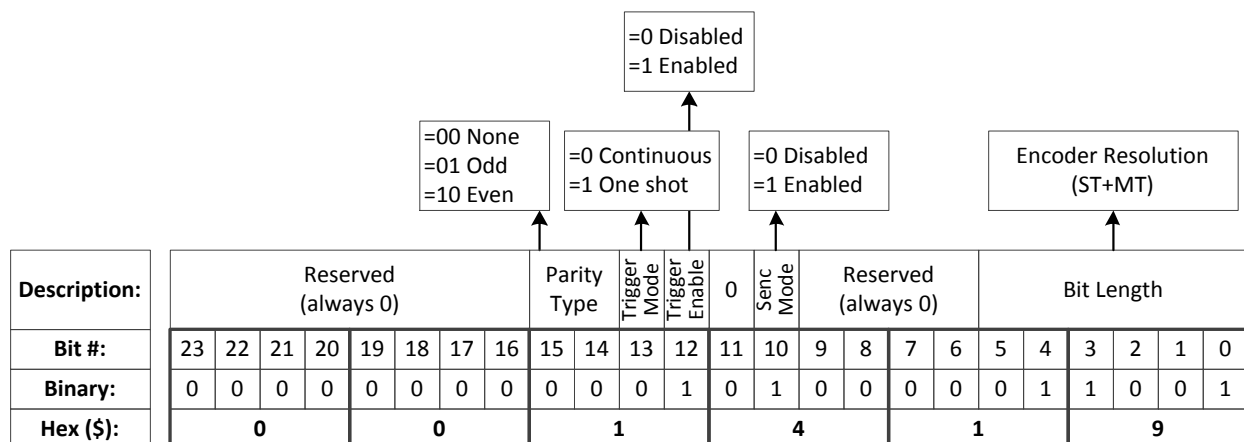 =0 Disabled
=1 Enabled
=00 None
=01 Odd
=10 Even
=0 Continuous
=1 One shot
=0 Disabled
=1 Enabled
Encoder Resolution
(ST+MT)
Description:
Reserved
(always 0)
Parity
Type
Trigger
Mode
Trigger
Enable
0
Senc
Mode
Reserved
(always 0)
Bit Length
Bit #: 23 22 21 20 19 18 17 16 15 14 13 12 11 10 9 8 7 6 5 4 3 2 1 0
Binary: 0 0 0 0 0 0 0 0 0 0 0 1 0 1 0 0 0 0 0 1 1 0 0 1
Hex ($): 0 0 1 4 1 9